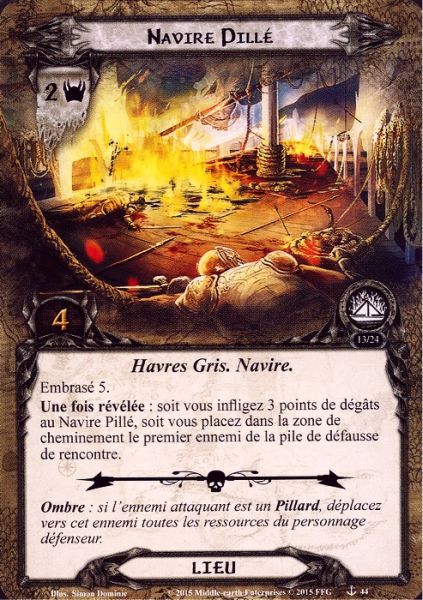 Navire Pillé
2
4
13/24
Havres Gris. Navire.
Embrasé 5.
Une fois révélée : soit vous infligez 3 points de dégâts
au Navire Pillé, soit vous placez dans la zone de
cheminement le premier ennemi de la pile de défausse
de rencontre.
Ombre : si l'ennemi attaquant est un Pillard, déplacez
vers cet ennemi toutes les ressources du personnage
défenseur.
LIEU
Illus. Simon Dominic © 2015 Middle-earth Enterprises © 2015 FFG 44